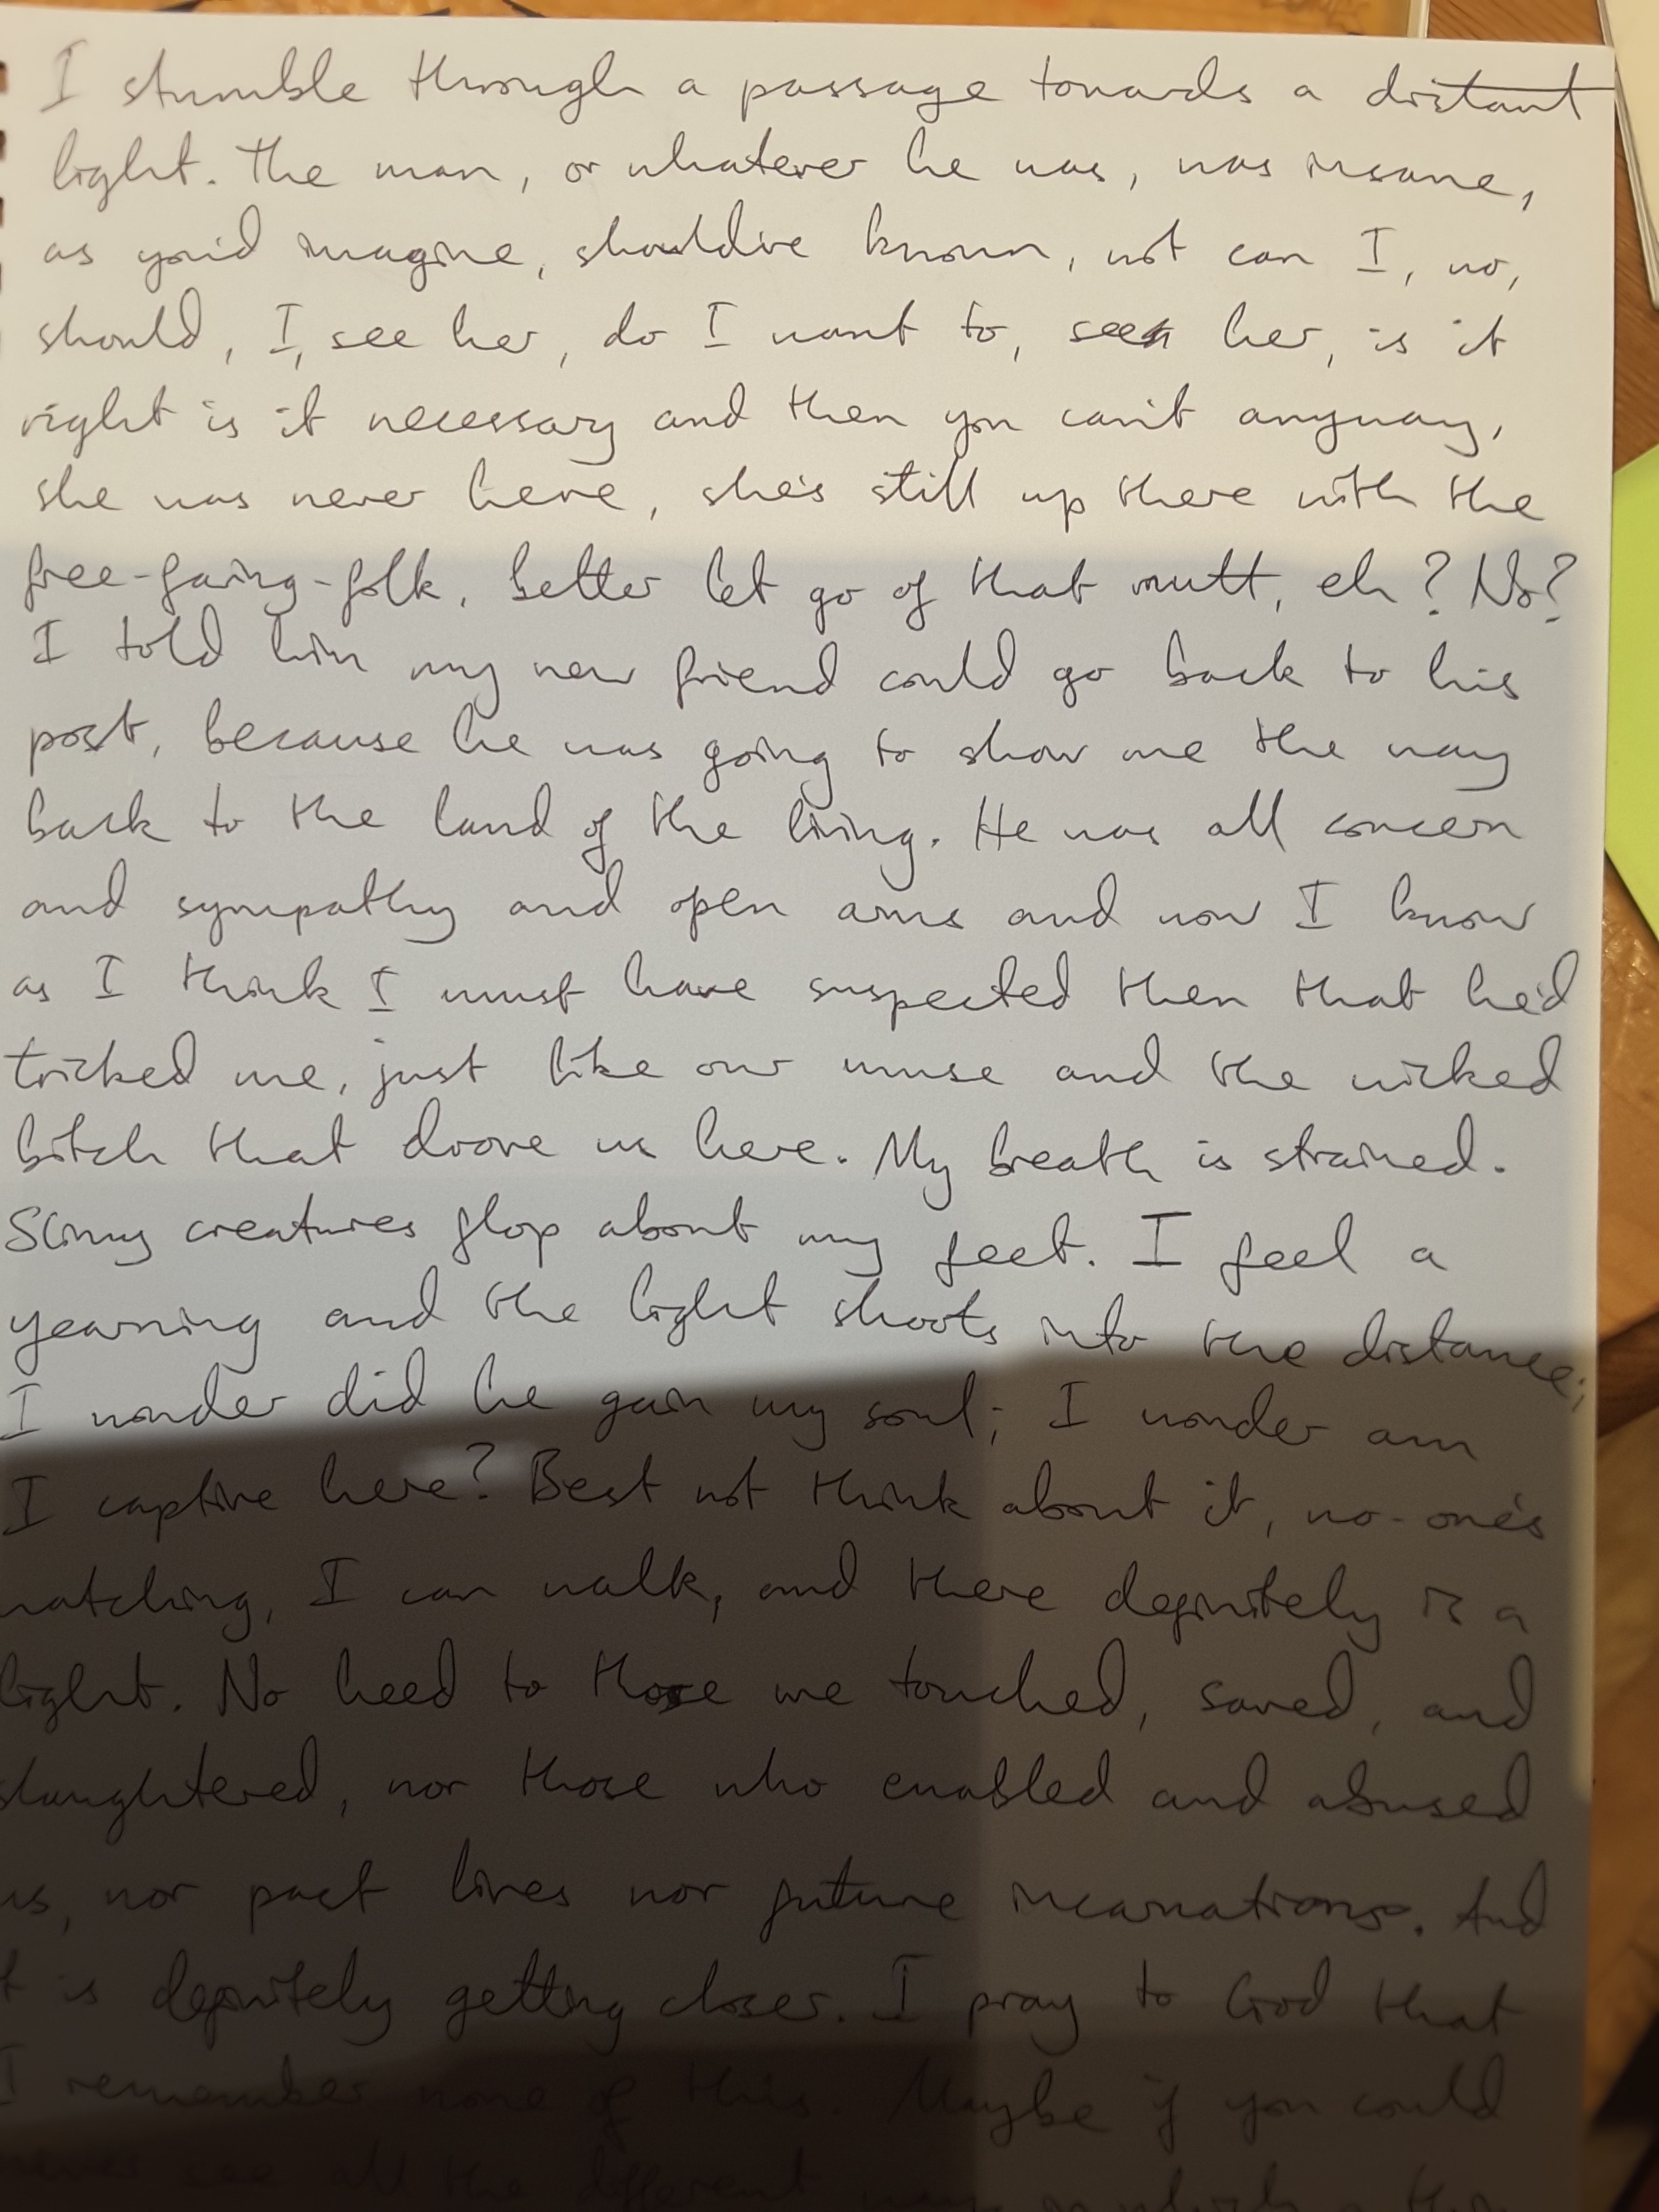 I stumble through a passage towards a distant
light. The man, or whatever he was, was insane,
as you'd imagine, should've known, not can I, no,
should, I, see her, do I want to, see her, is it
right is it necessary and then you can't anyway,
she was never here, she's still up there with the
free-faring-folk, better let go of that mutt, eh? No?
I told him my new friend could go back to his
post, because he was going to show me the way
back to the land of the living. He was all concern
and sympathy and open arms and now I know
as I think I must have suspected then that he'd
tricked me, just like our muse and the wicked
bitch that drove us here. My breath is strained.
Slimy creatures flop about my feet. I feel a
yearning and the light shoots into the distance;
I wonder did he gain my soul; I wonder am
I captive here? Best not think about it, no-one's
watching, I can walk, and there definitely is a
light. No heed to those we touched, saved, and
slaughtered, nor those who enabled and abused
us, nor past lives nor future incarnations. And
it is definitely getting closer. I pray to God that
I remember none of this. Maybe if you could
never see all the different ways in which a